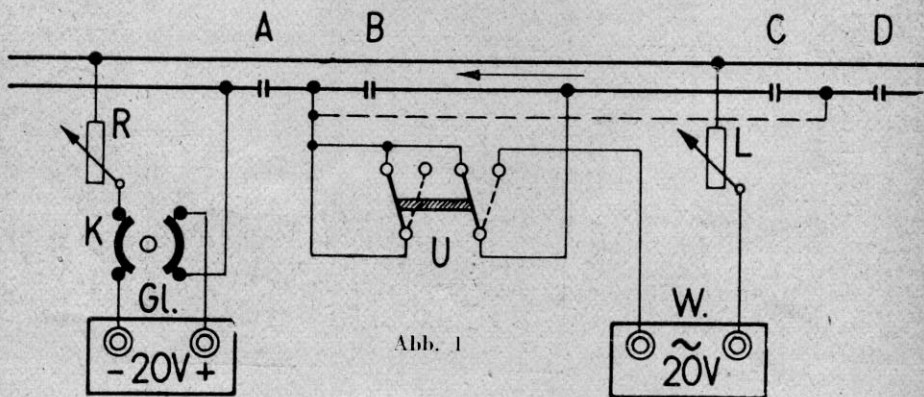 A B C D
R L
K U
Gl. W.
- 20V + ~
20V
Abb. 1